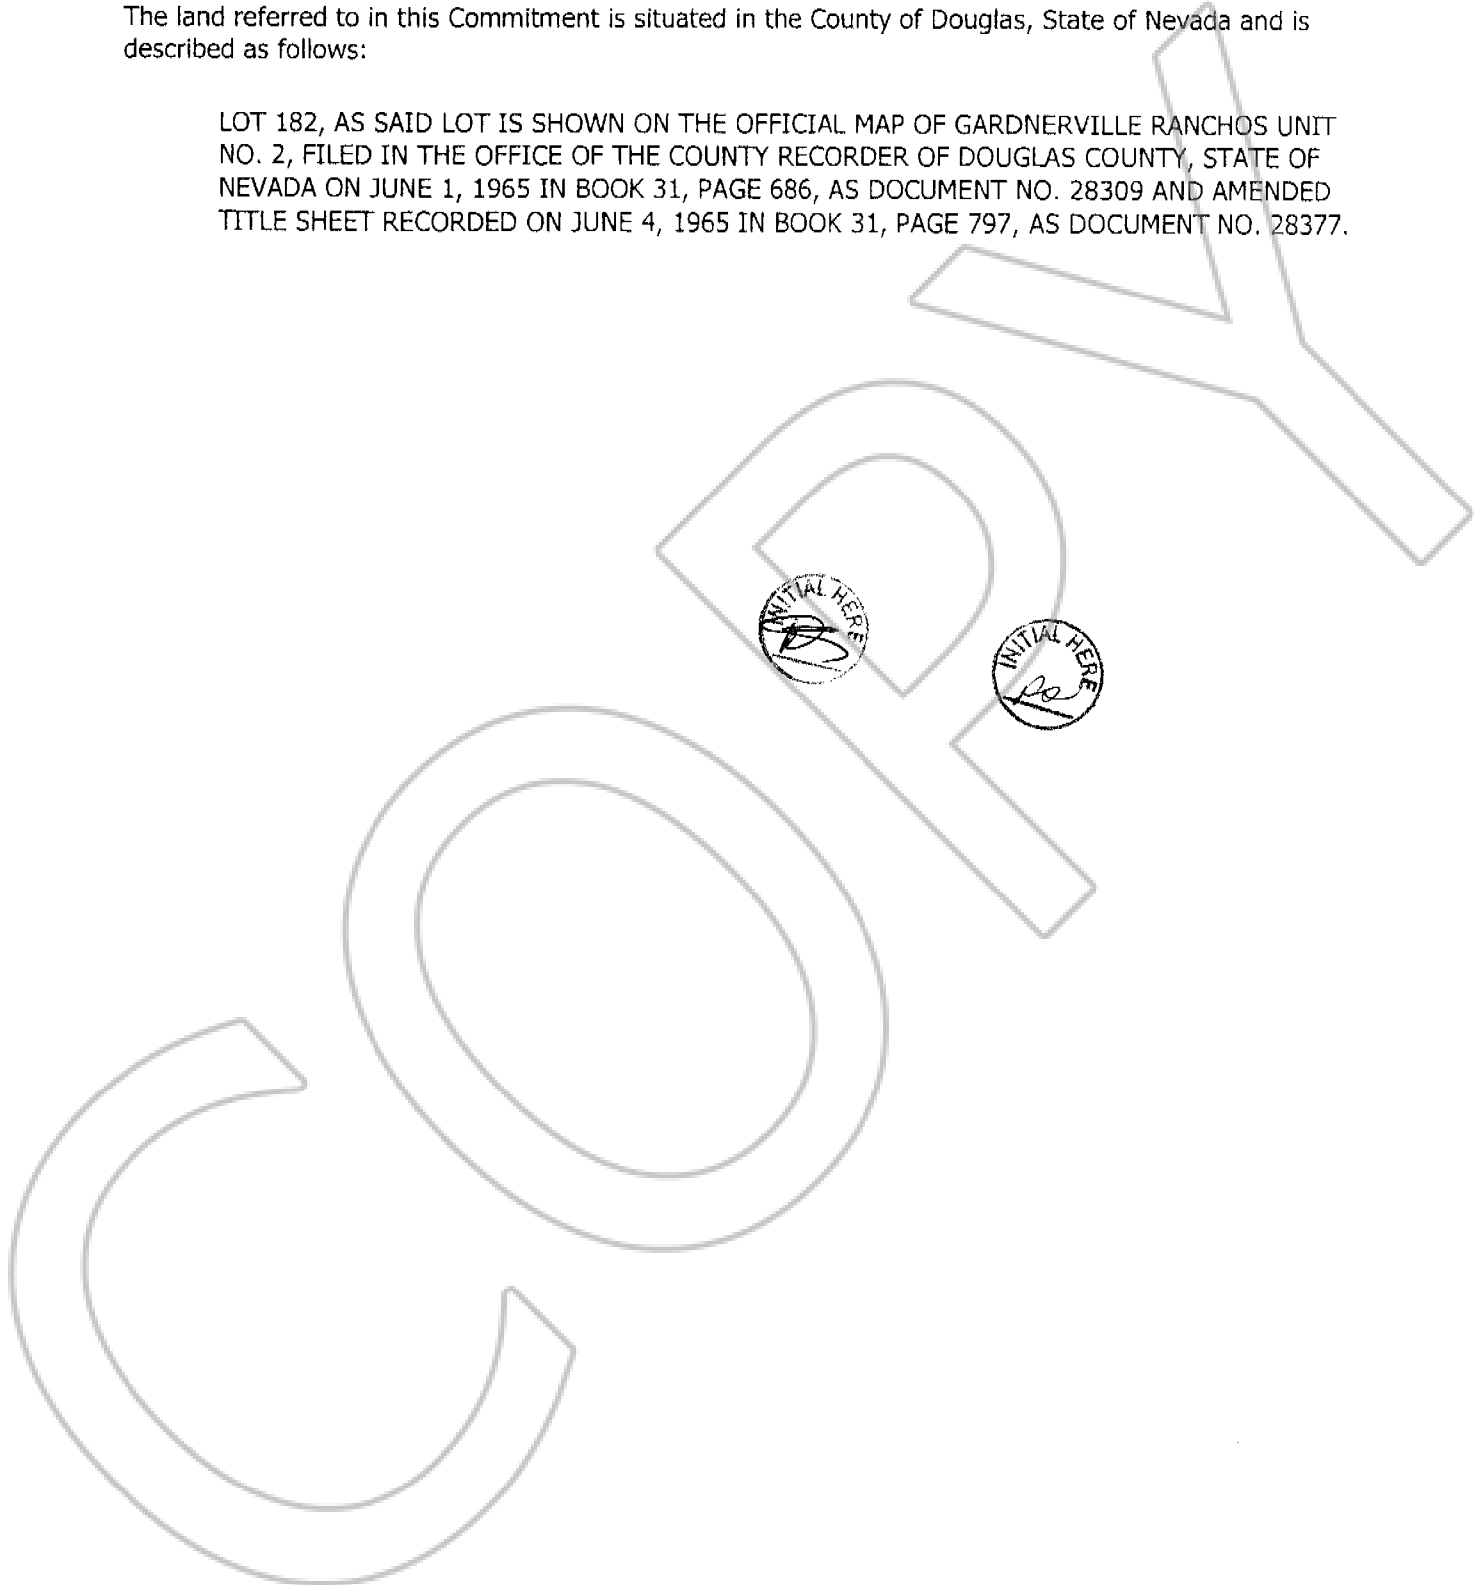 The land referred to in this Commitment is situated in the County of Douglas, State of Nevada and is
described as follows:
LOT 182, AS SAID LOT IS SHOWN ON THE OFFICIAL MAP OF GARDNERVILLE RANCHOS UNIT
NO. 2, FILED IN THE OFFICE OF THE COUNTY RECORDER OF DOUGLAS COUNTY, STATE OF
NEVADA ON JUNE 1, 1965 IN BOOK 31, PAGE 686, AS DOCUMENT NO. 28309 AND AMENDED
TITLE SHEET RECORDED ON JUNE 4, 1965 IN BOOK 31, PAGE 797, AS DOCUMENT NO. 28377.
INITIAL HERE
INITIAL HERE
COPY